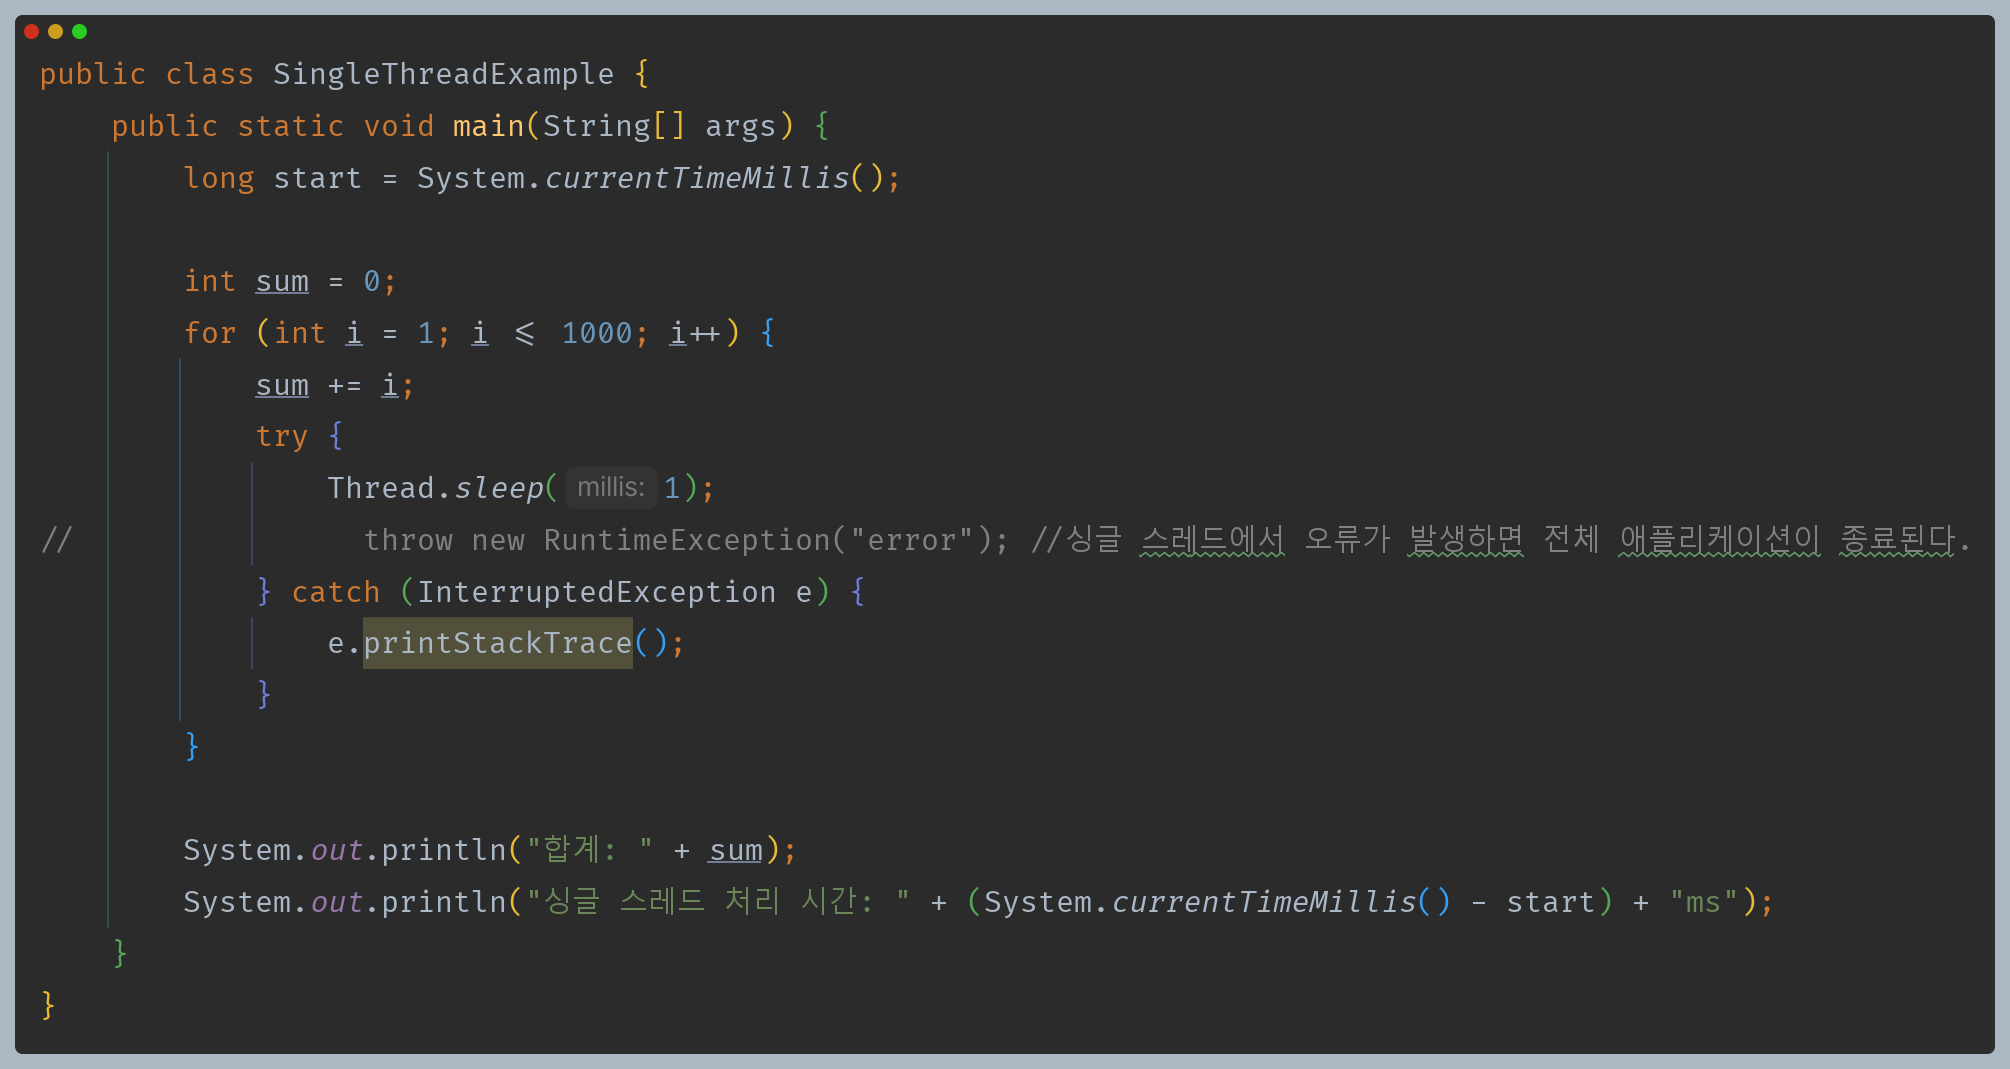 public class SingleThreadExample {
    public static void main(String[] args) {
        long start = System.currentTimeMillis();

        int sum = 0;
        for (int i = 1; i <= 1000; i++) {
            sum += i;
            try {
                Thread.sleep( millis: 1);
//                throw new RuntimeException("error"); //싱글 스레드에서 오류가 발생하면 전체 애플리케이션이 종료된다.
            } catch (InterruptedException e) {
                e.printStackTrace();
            }
        }

        System.out.println("합계: " + sum);
        System.out.println("싱글 스레드 처리 시간: " + (System.currentTimeMillis() - start) + "ms");
    }
}